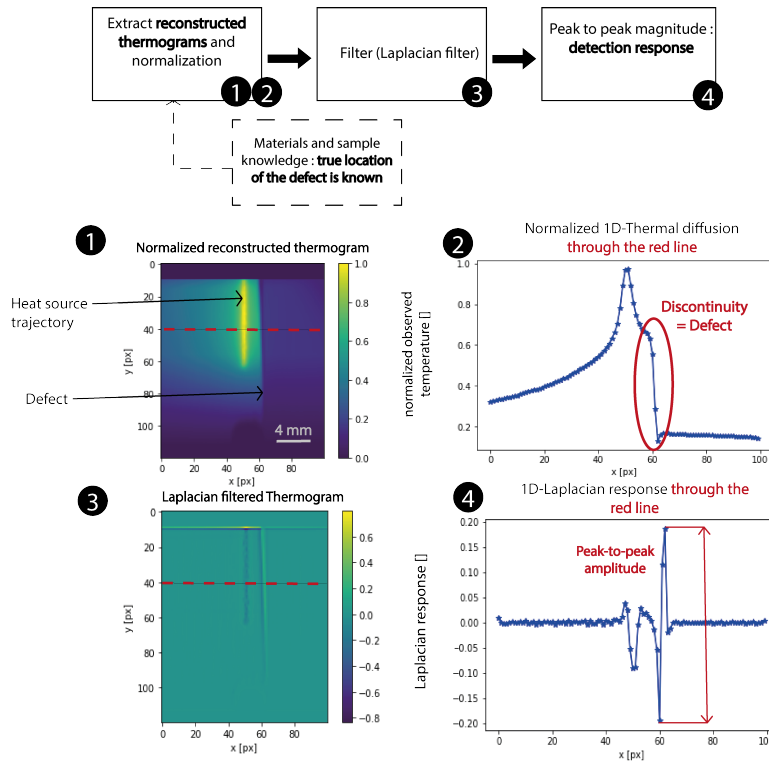 Extract reconstructed
thermograms and
normalization
1 2
Filter (Laplacian filter)
3
Peak to peak magnitude :
detection response
4
Materials and sample
knowledge : true location
of the defect is known
1
Normalized reconstructed thermogram
Heat source
trajectory
Defect
4 mm
0
20
40
60
80
100
y [px]
0 20 40 60 80
x [px]
1.0
0.8
0.6
0.4
0.2
0.0
2
Normalized 1D-Thermal diffusion
through the red line
normalized observed
temperature []
1.0
0.8
0.6
0.4
0.2
Discontinuity
= Defect
0 20 40 60 80 100
x [px]
3
Laplacian filtered Thermogram
0
20
40
60
80
100
y [px]
0 20 40 60 80
x [px]
0.6
0.4
0.2
0.0
−0.2
−0.4
−0.6
−0.8
4
1D-Laplacian response through the
red line
Laplacian response []
0.20
0.15
0.10
0.05
0.00
−0.05
−0.10
−0.15
−0.20
Peak-to-peak
amplitude
0 20 40 60 80 100
x [px]